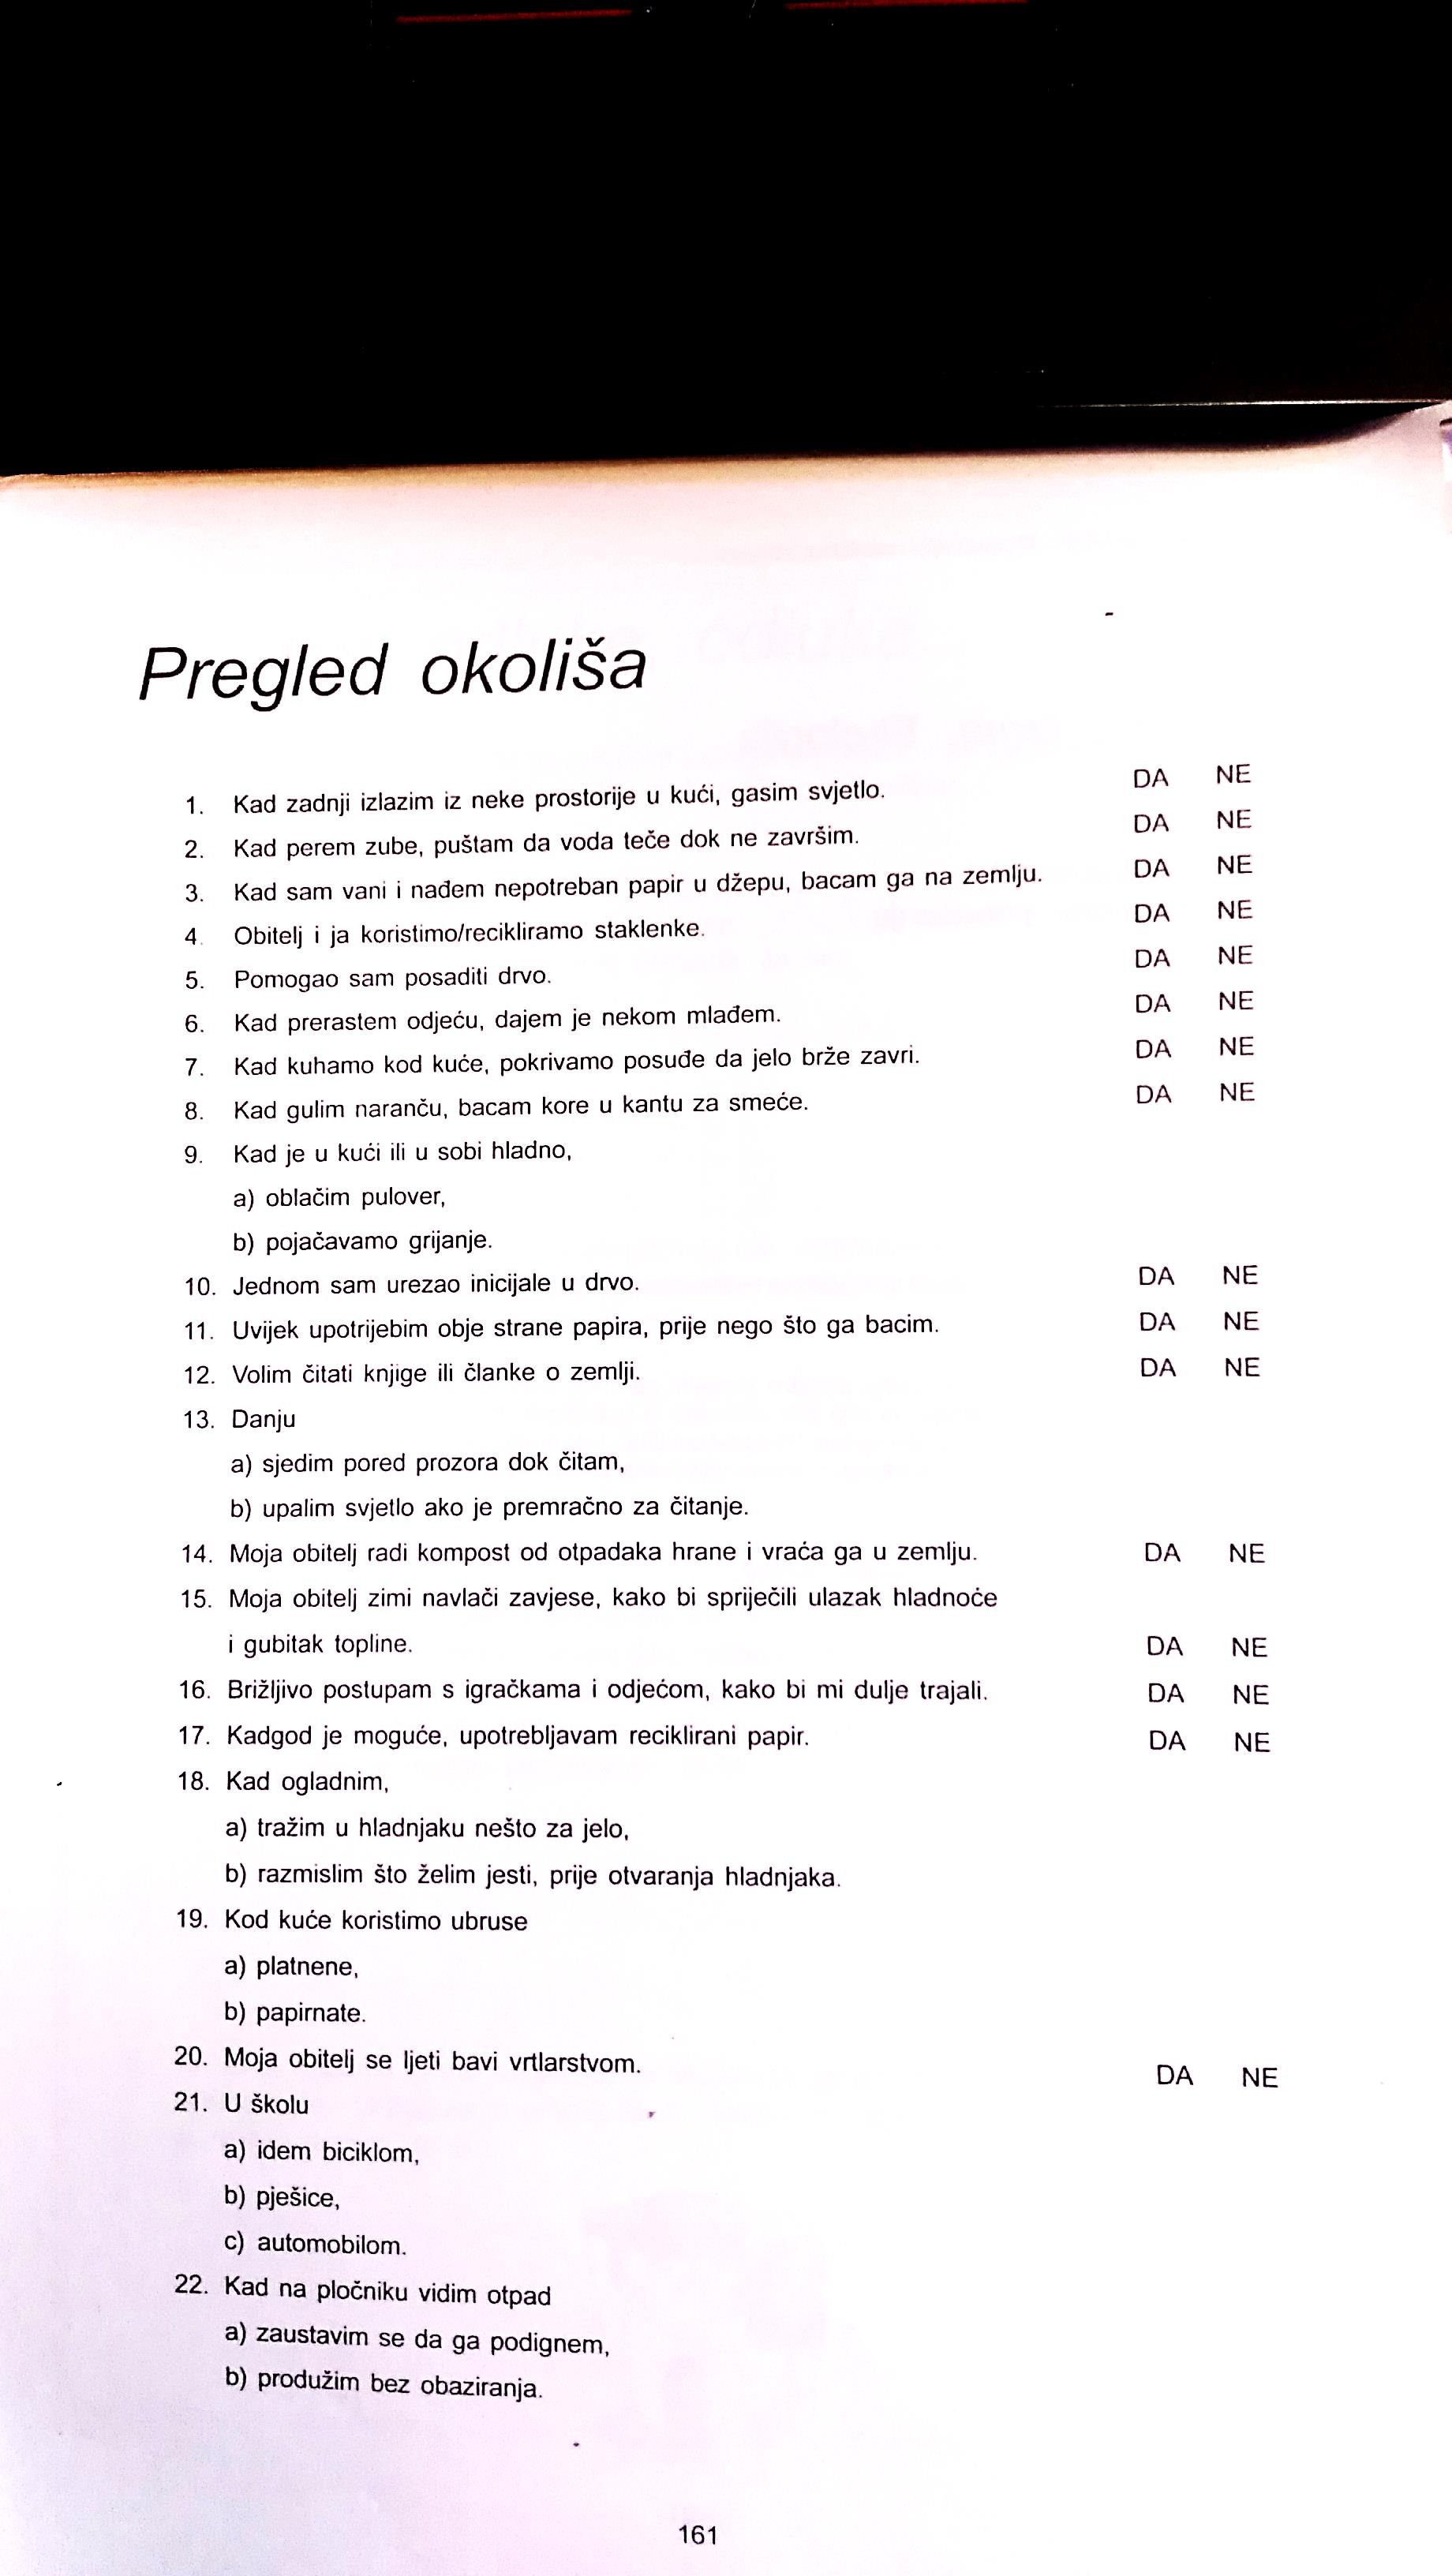 Pregled okoliša
1. Kad zadnji izlazim iz neke prostorije u kući, gasim svjetlo. DA NE
2. Kad perem zube, puštam da voda teče dok ne završim. DA NE
3. Kad sam vani i nađem nepotreban papir u džepu, bacam ga na zemlju. DA NE
4. Obitelj i ja koristimo/recikliramo staklenke. DA NE
5. Pomogao sam posaditi drvo. DA NE
6. Kad prerastem odjeću, dajem je nekom mlađem. DA NE
7. Kad kuhamo kod kuće, pokrivamo posuđe da jelo brže zavri. DA NE
8. Kad gulim naranču, bacam kore u kantu za smeće. DA NE
9. Kad je u kući ili u sobi hladno,
a) oblačim pulover,
b) pojačavamo grijanje.
10. Jednom sam urezao inicijale u drvo. DA NE
11. Uvijek upotrijebim obje strane papira, prije nego što ga bacim. DA NE
12. Volim čitati knjige ili članke o zemlji. DA NE
13. Danju
a) sjedim pored prozora dok čitam,
b) upalim svjetlo ako je premračno za čitanje.
14. Moja obitelj radi kompost od otpadaka hrane i vraća ga u zemlju. DA NE
15. Moja obitelj zimi navlači zavjese, kako bi spriječili ulazak hladnoće
i gubitak topline. DA NE
16. Brižljivo postupam s igračkama i odjećom, kako bi mi dulje trajali. DA NE
17. Kadgod je moguće, upotrebljavam reciklirani papir. DA NE
18. Kad ogladnim,
a) tražim u hladnjaku nešto za jelo,
b) razmislim što želim jesti, prije otvaranja hladnjaka.
19. Kod kuće koristimo ubruse
a) platnene,
b) papirnate.
20. Moja obitelj se ljeti bavi vrtlarstvom. DA NE
21. U školu
a) idem biciklom,
b) pješice,
c) automobilom.
22. Kad na pločniku vidim otpad
a) zaustavim se da ga podignem,
b) produžim bez obaziranja.
161